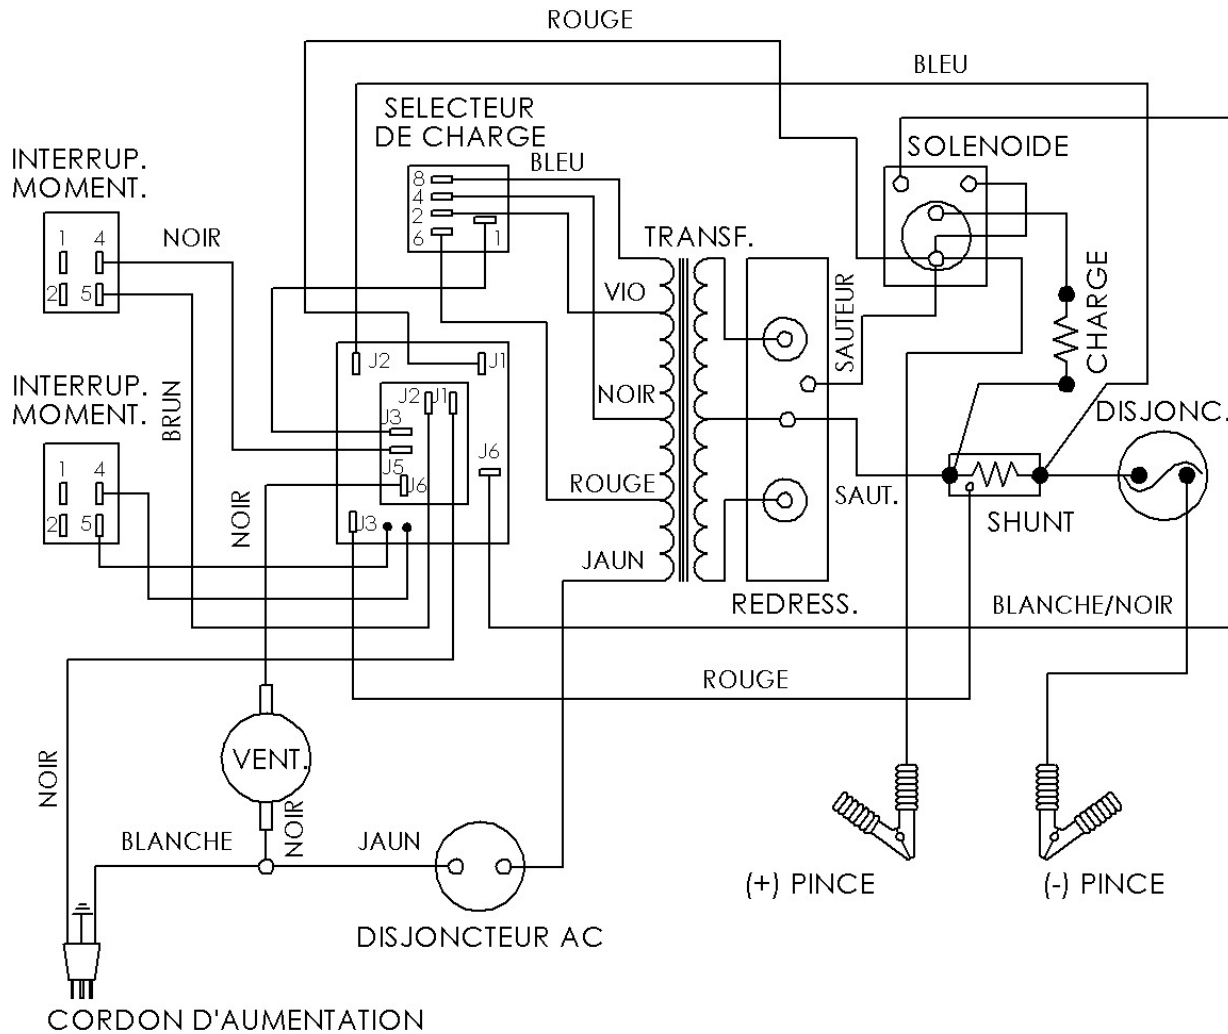 ROUGE
BLEU
SELECTEUR
DE CHARGE
BLEU
SOLENOIDE
INTERRUP.
MOMENT.
8
4
2
6
1
1
4
2
5
NOIR
TRANSF.
VIO
SAUTEUR
CHARGE
J2
J1
INTERRUP.
MOMENT.
BRUN
NOIR
J2
J1
J3
J5
J6
J6
J3
DISJONC.
1
4
2
5
NOIR
ROUGE
SAUT.
SHUNT
JAUN
REDRESS.
BLANCHE/NOIR
ROUGE
NOIR
VENT.
NOIR
BLANCHE
JAUN
(+) PINCE
(-) PINCE
DISJONCTEUR AC
CORDON D'AUMENTATION